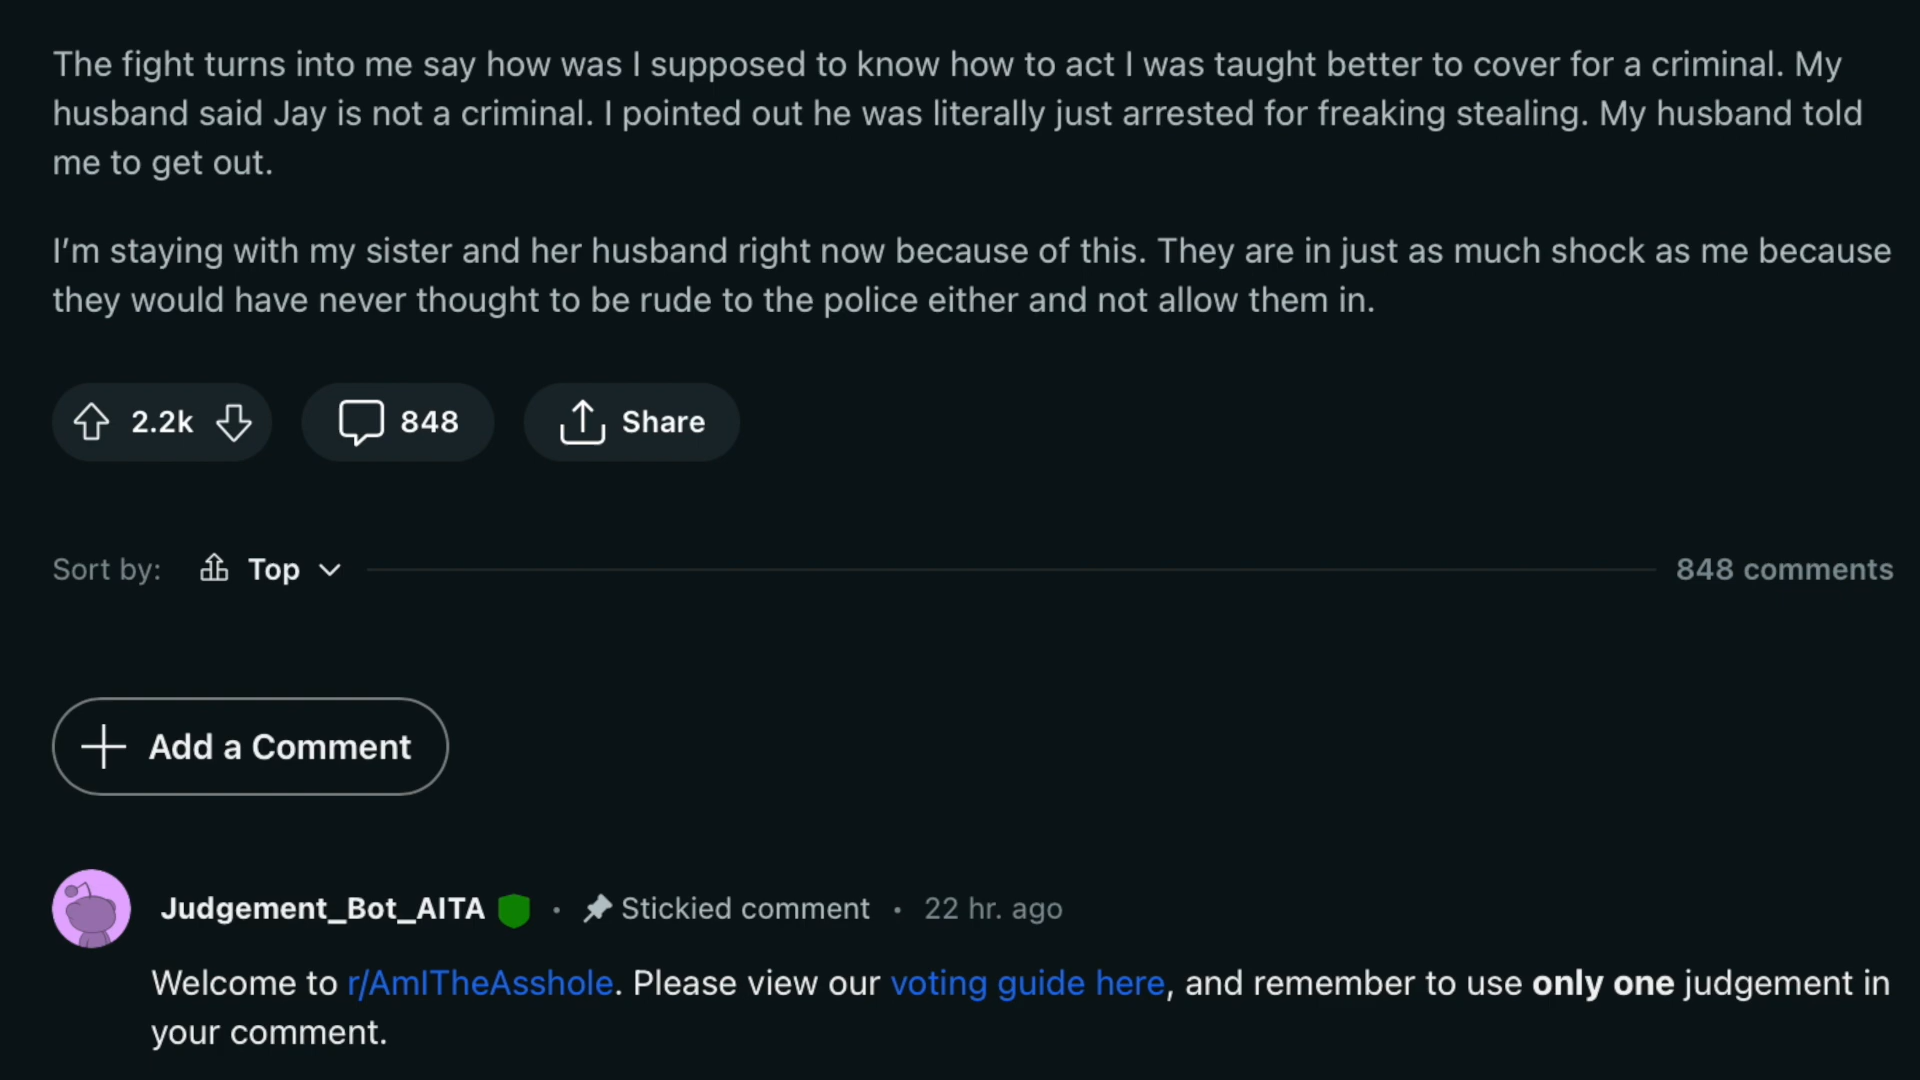 The fight turns into me say how was I supposed to know how to act I was taught better to cover for a criminal. My
husband said Jay is not a criminal. I pointed out he was literally just arrested for freaking stealing. My husband told
me to get out.
I’m staying with my sister and her husband right now because of this. They are in just as much shock as me because
they would have never thought to be rude to the police either and not allow them in.
2.2k 848 Share
Sort by: Top 848 comments
Add a Comment
Judgement_Bot_AITA • Stickied comment • 22 hr. ago
Welcome to r/AmITheAsshole. Please view our voting guide here, and remember to use only one judgement in
your comment.